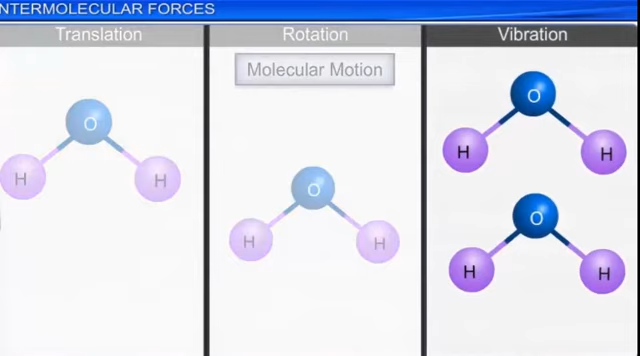 NTERMOLECULAR FORCES
Translation
Rotation
Vibration
Molecular Motion
O
H H
O
H H
O
H H
O
H H